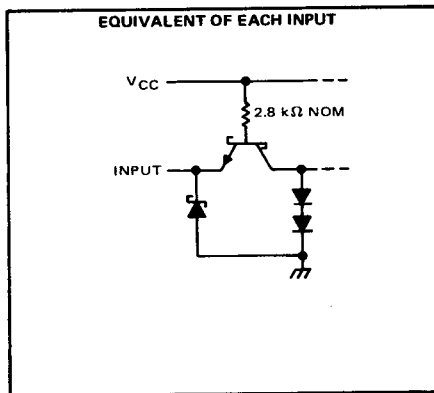 EQUIVALENT OF EACH INPUT
VCC
2.8 kΩ NOM
INPUT